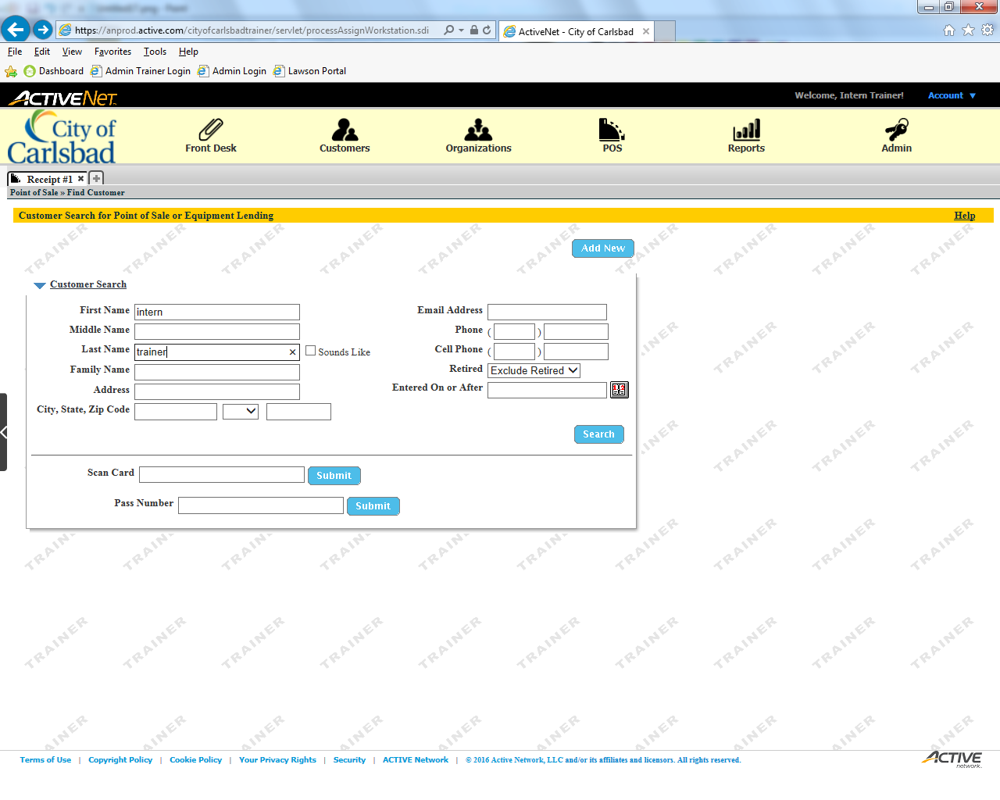 https://anprod.active.com/cityofcarlsbadtrainer/servlet/processAssignWorkstation.sdi
ActiveNet - City of Carlsbad
File Edit View Favorites Tools Help
Dashboard Admin Trainer Login Admin Login Lawson Portal
ACTIVENET
Welcome, Intern Trainer! Account
City of
Carlsbad
Front Desk Customers Organizations POS Reports Admin
Receipt #1
Point of Sale » Find Customer
Customer Search for Point of Sale or Equipment Lending Help
Add New
Customer Search
First Name intern Email Address
Middle Name Phone ( )
Last Name trainer Sounds Like Cell Phone ( )
Family Name Retired Exclude Retired
Address Entered On or After
City, State, Zip Code
Search
Scan Card Submit
Pass Number Submit
TRAINER
Terms of Use | Copyright Policy | Cookie Policy | Your Privacy Rights | Security | ACTIVE Network | © 2016 Active Network, LLC and/or its affiliates and licensors. All rights reserved.
ACTIVE
network